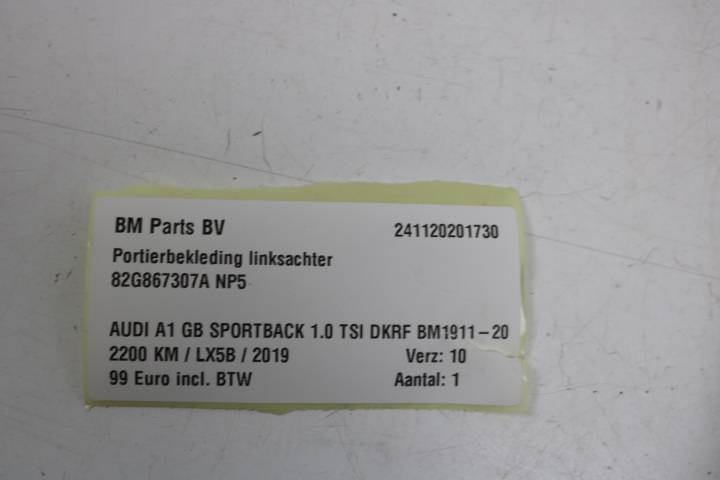 BM Parts BV 241120201730
Portierbekleding linksachter
82G867307A NP5
AUDI A1 GB SPORTBACK 1.0 TSI DKRF BM1911-20
2200 KM / LX5B / 2019 Verz: 10
99 Euro incl. BTW Aantal: 1